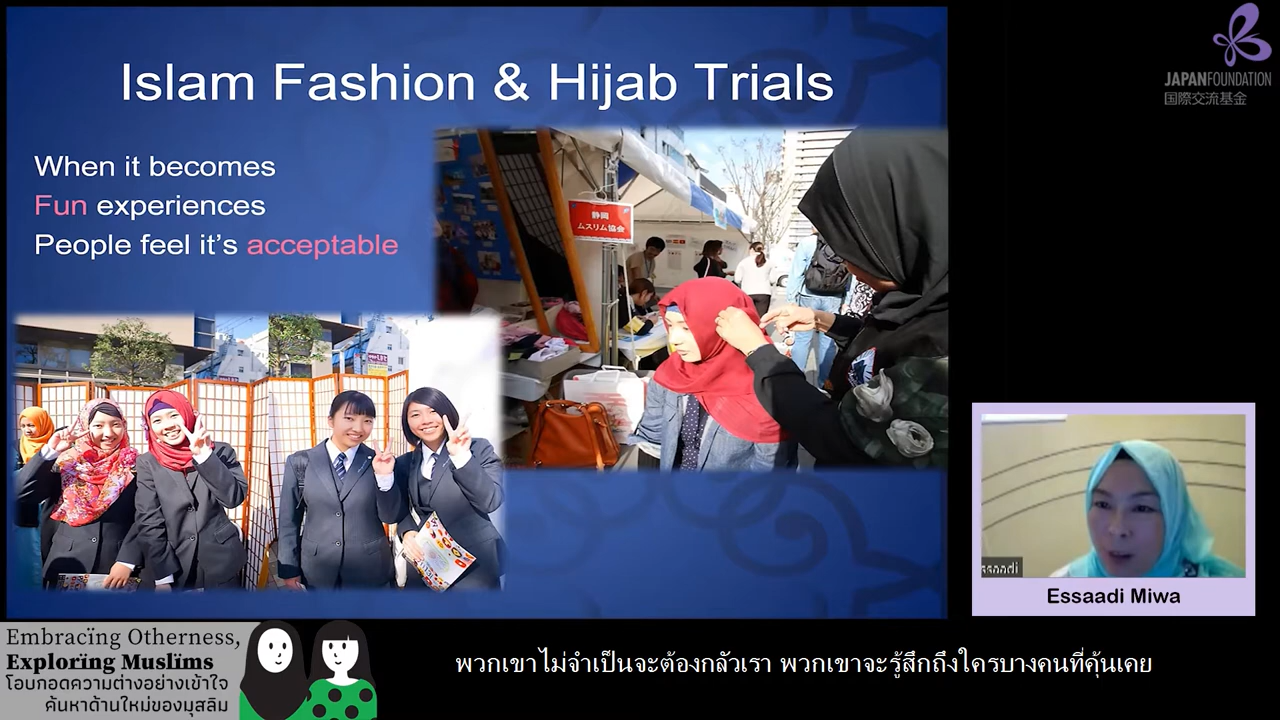 Islam Fashion & Hijab Trials
When it becomes
Fun experiences
People feel it's acceptable
静岡
ムスリム協会
JAPANFOUNDATION
国際交流基金
Essaadi Miwa
Embracing Otherness,
Exploring Muslims
โอบกอดความต่างอย่างเข้าใจ
ค้นหาด้านใหม่ของมุสลิม
พวกเขาไม่จำเป็นจะต้องกลัวเรา พวกเขาจะรู้สึกถึงใครบางคนที่คุ้นเคย